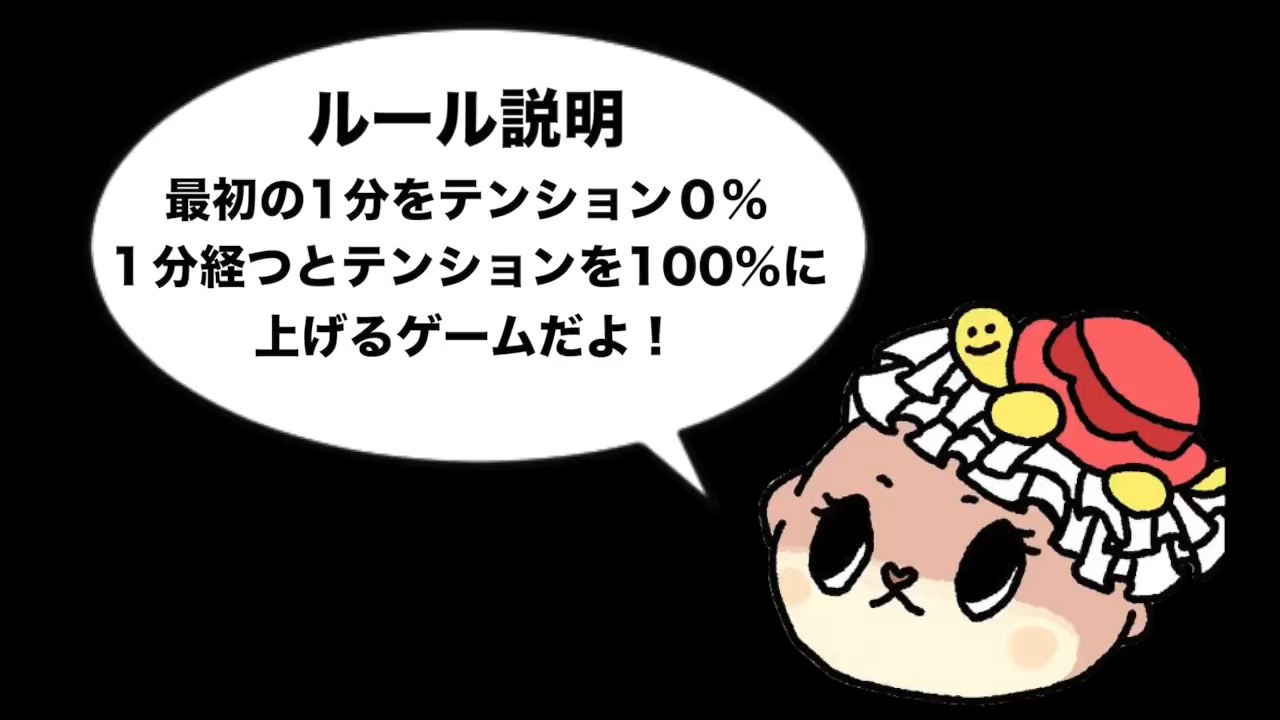 ルール説明
最初の1分をテンション０％
１分経つとテンションを100％に
上げるゲームだよ！